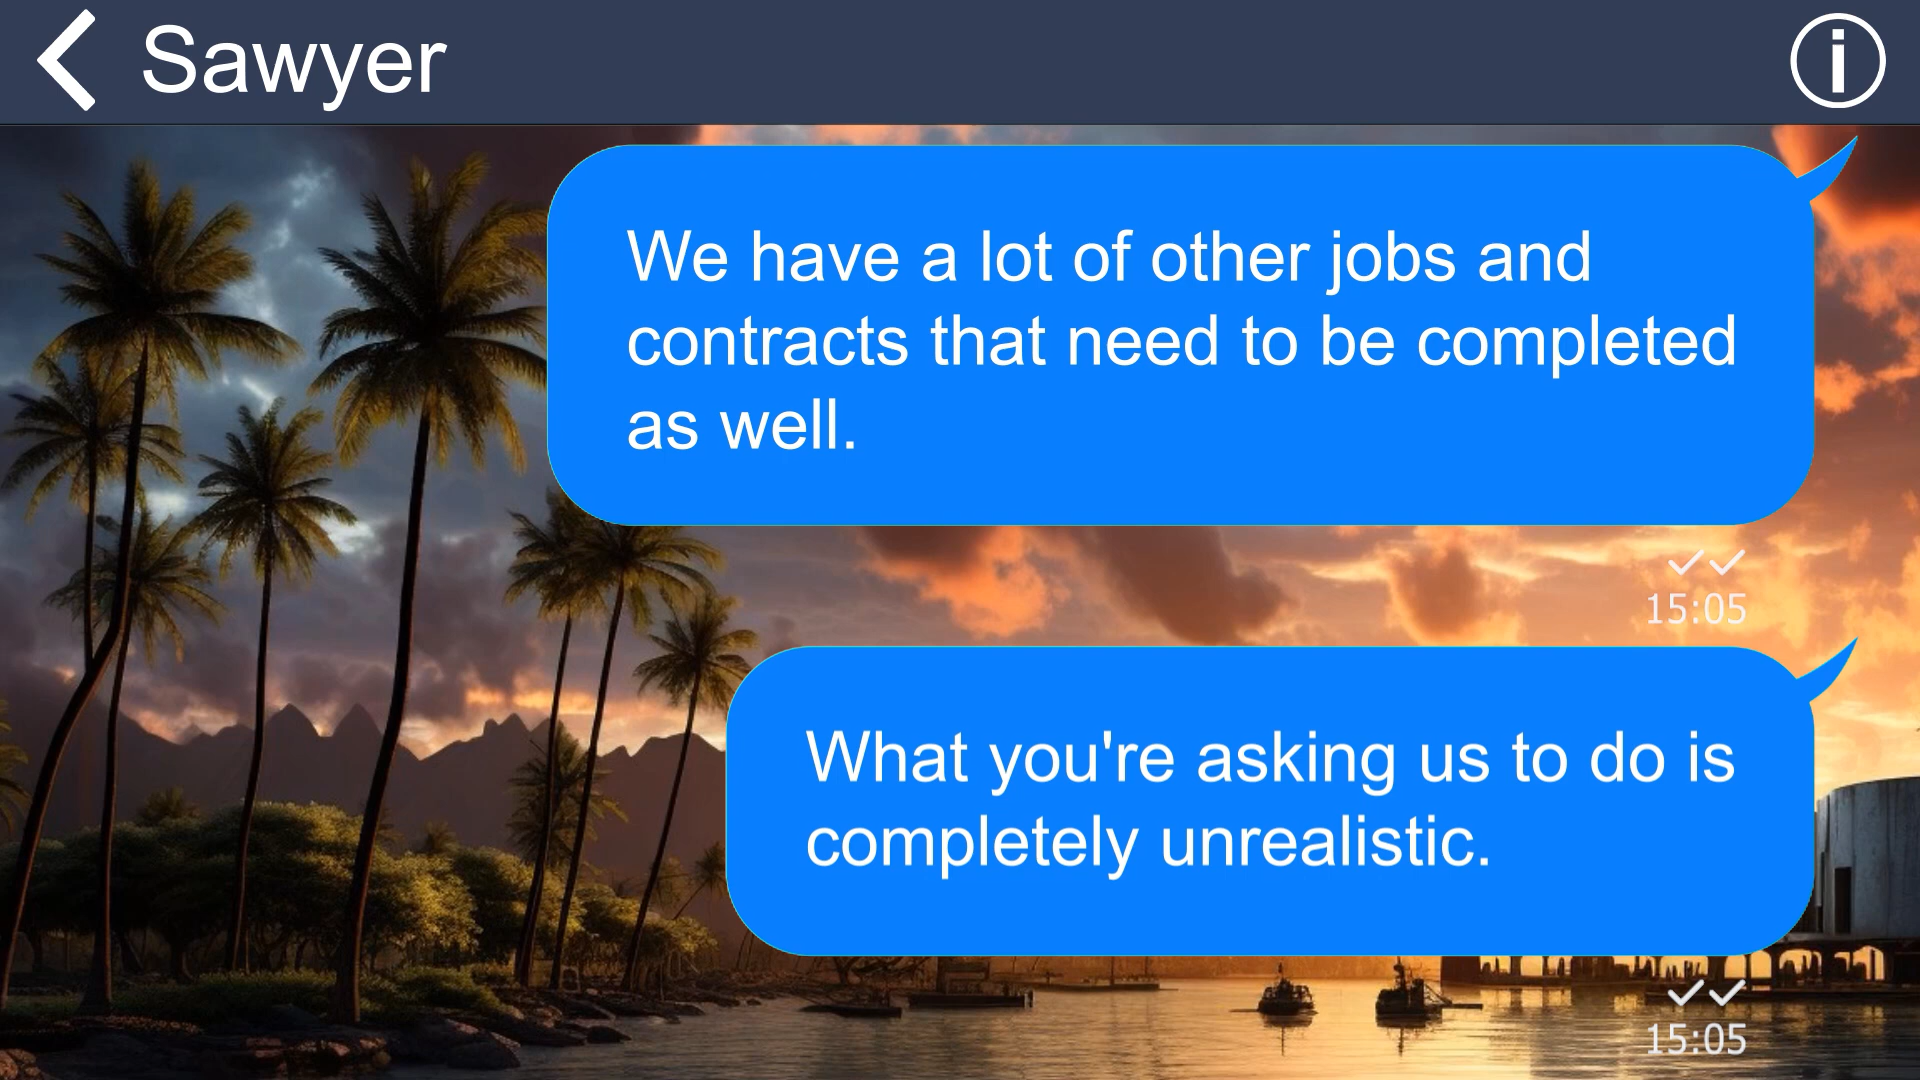 Sawyer
We have a lot of other jobs and
contracts that need to be completed
as well.
15:05
What you're asking us to do is
completely unrealistic.
15:05